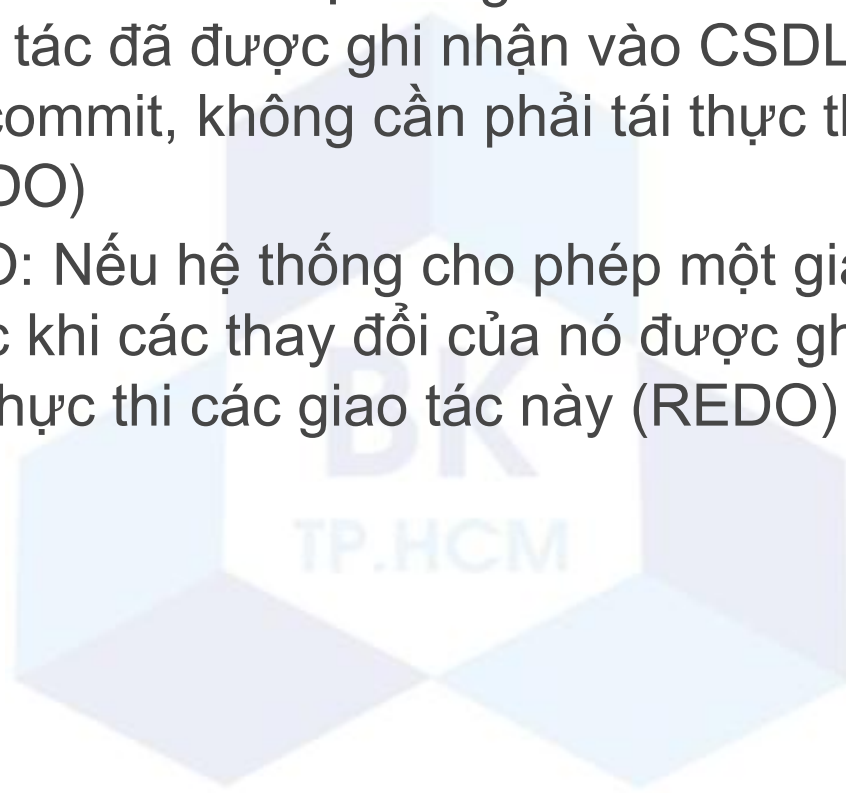 tác đã được ghi nhận vào CSDL
commit, không cần phải tái thực th
DO)
D: Nếu hệ thống cho phép một gia
c khi các thay đổi của nó được gh
hực thi các giao tác này (REDO)
BK
TP.HCM